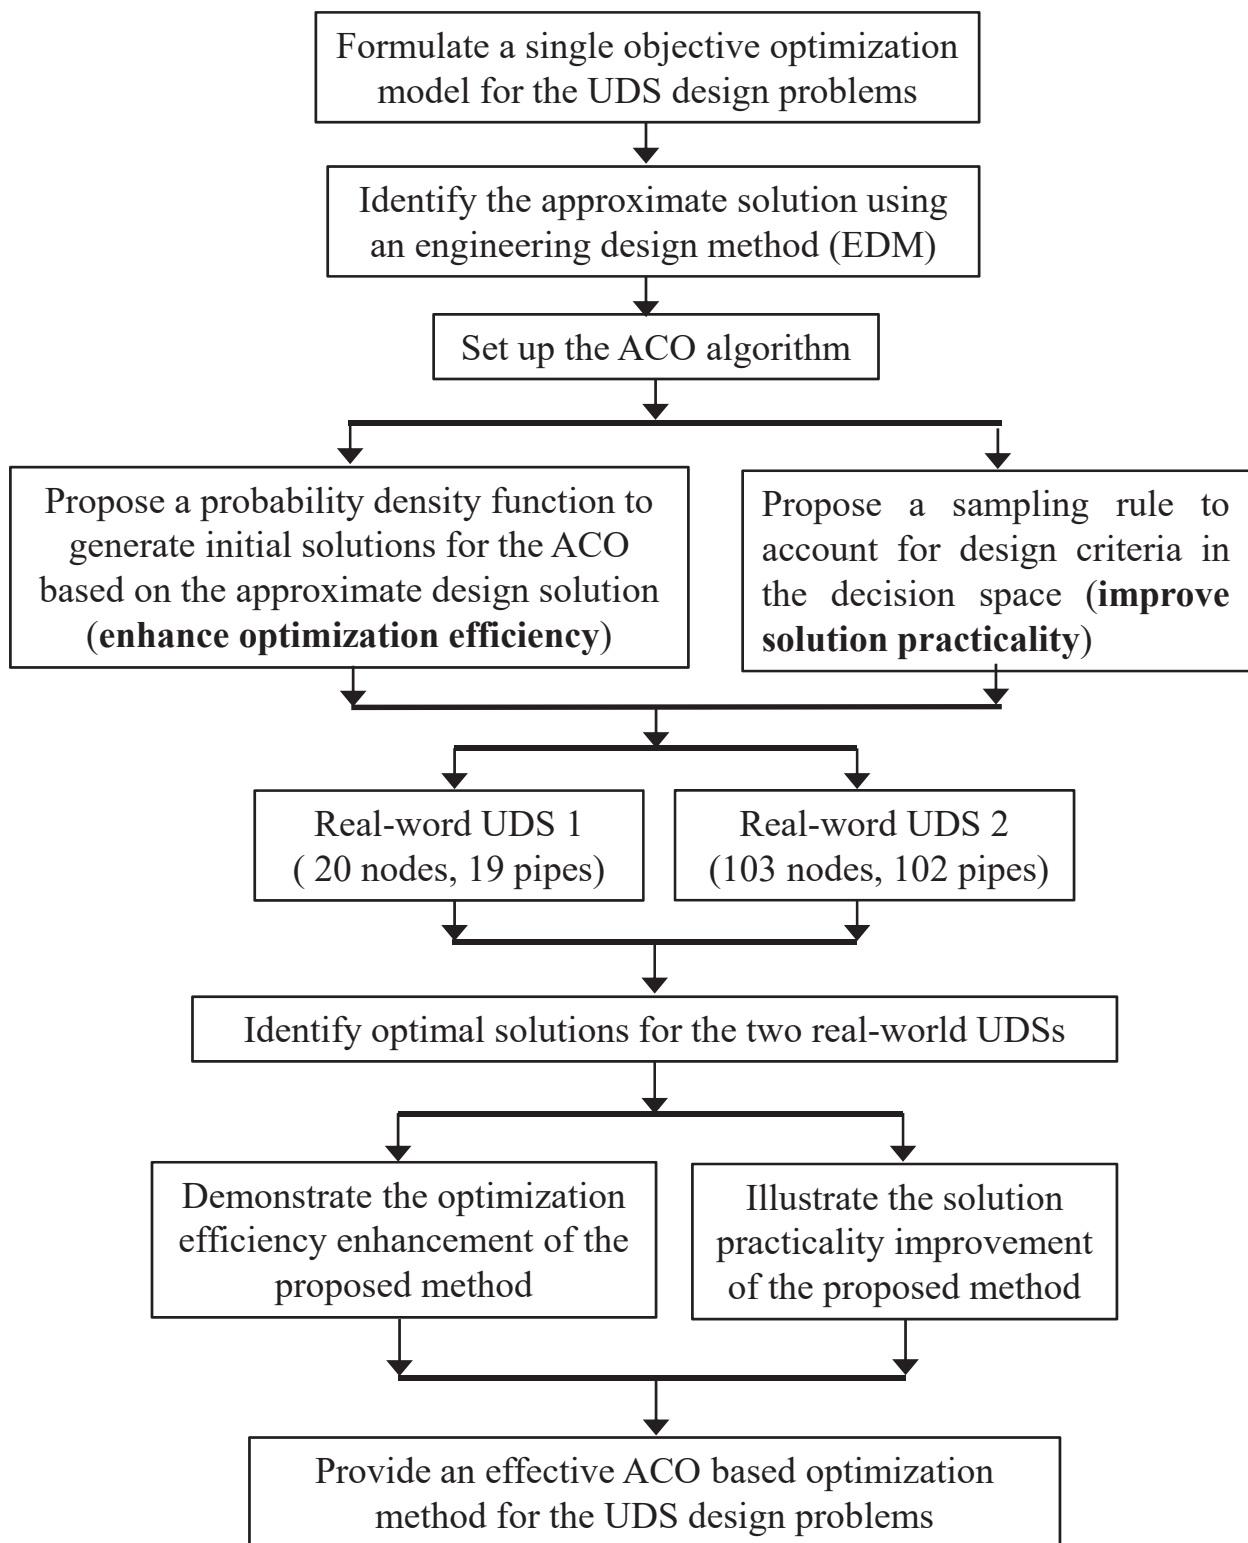 Formulate a single objective optimization
model for the UDS design problems
Identify the approximate solution using
an engineering design method (EDM)
Set up the ACO algorithm
Propose a probability density function to
generate initial solutions for the ACO
based on the approximate design solution
(enhance optimization efficiency)
Propose a sampling rule to
account for design criteria in
the decision space (improve
solution practicality)
Real-word UDS 1
( 20 nodes, 19 pipes)
Real-word UDS 2
(103 nodes, 102 pipes)
Identify optimal solutions for the two real-world UDSs
Demonstrate the optimization
efficiency enhancement of the
proposed method
Illustrate the solution
practicality improvement
of the proposed method
Provide an effective ACO based optimization
method for the UDS design problems